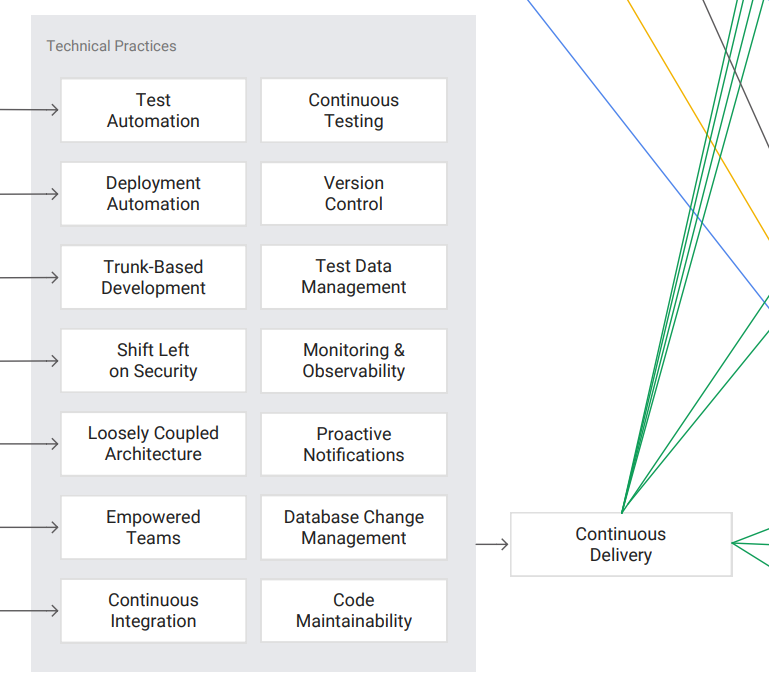 Technical Practices
Test
Automation
Continuous
Testing
Deployment
Automation
Version
Control
Trunk-Based
Development
Test Data
Management
Shift Left
on Security
Monitoring &
Observability
Loosely Coupled
Architecture
Proactive
Notifications
Empowered
Teams
Database Change
Management
Continuous
Integration
Code
Maintainability
Continuous
Delivery